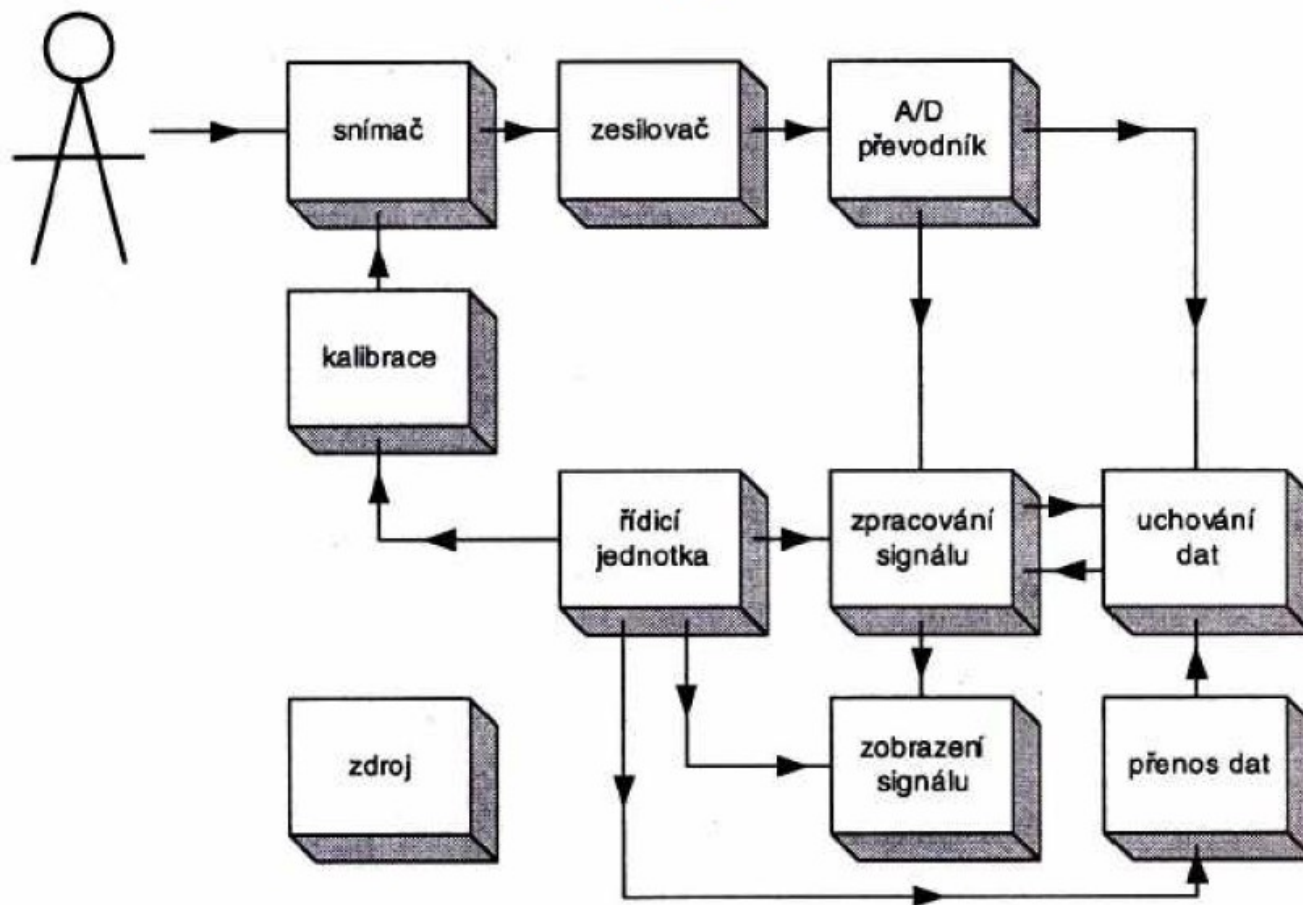 snímač
zesilovač
A/D
převodník
kalibrace
řídicí
jednotka
zpracování
signálu
uchování
dat
zdroj
zobrazení
signálu
přenos dat